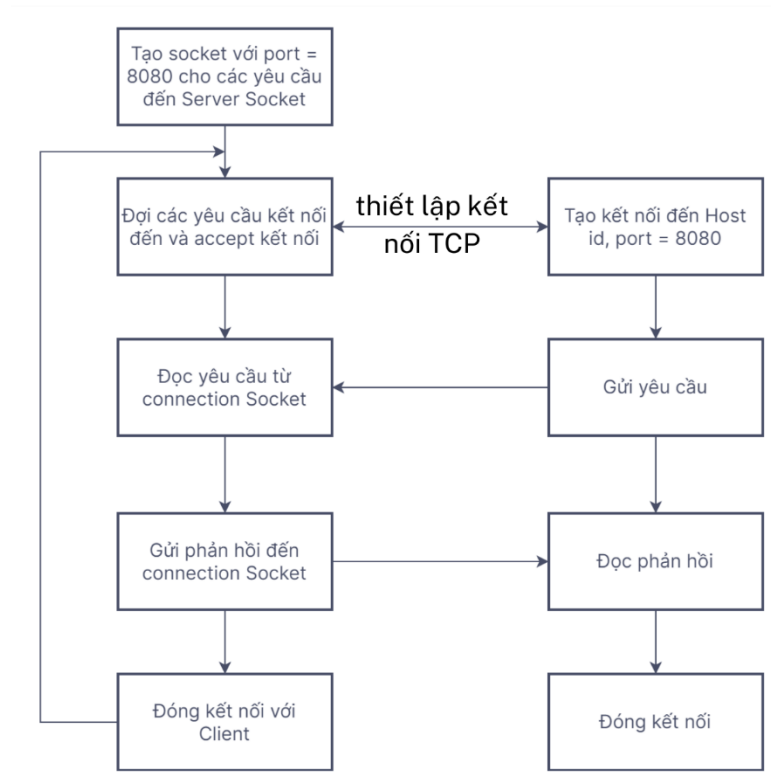 Tạo socket với port =
8080 cho các yêu cầu
đến Server Socket
Đợi các yêu cầu kết nối
đến và accept kết nối
thiết lập kết
nối TCP
Tạo kết nối đến Host
id, port = 8080
Đọc yêu cầu từ
connection Socket
Gửi yêu cầu
Gửi phản hồi đến
connection Socket
Đọc phản hồi
Đóng kết nối với
Client
Đóng kết nối